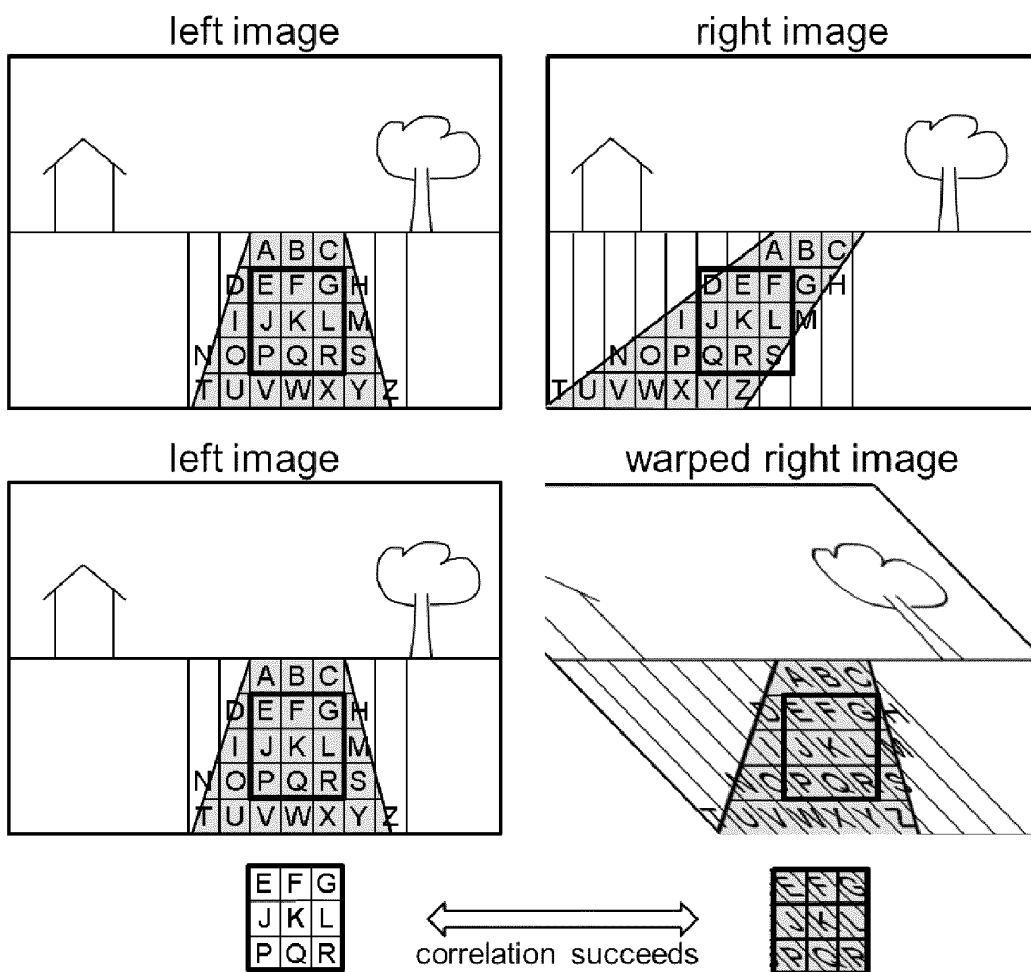 left image
right image
A B C
D E F G H
I J K L M
N O P Q R S
T U V W X Y Z
A B C
D E F G H
I J K L M
N O P Q R S
T U V W X Y Z
left image
warped right image
A B C
D E F G H
I J K L M
N O P Q R S
T U V W X Y Z
A B C
E F G H
I J K L M
N O P Q R S
T U V W X Y Z
E F G
J K L
P Q R
correlation succeeds
E F G
J K
P Q R